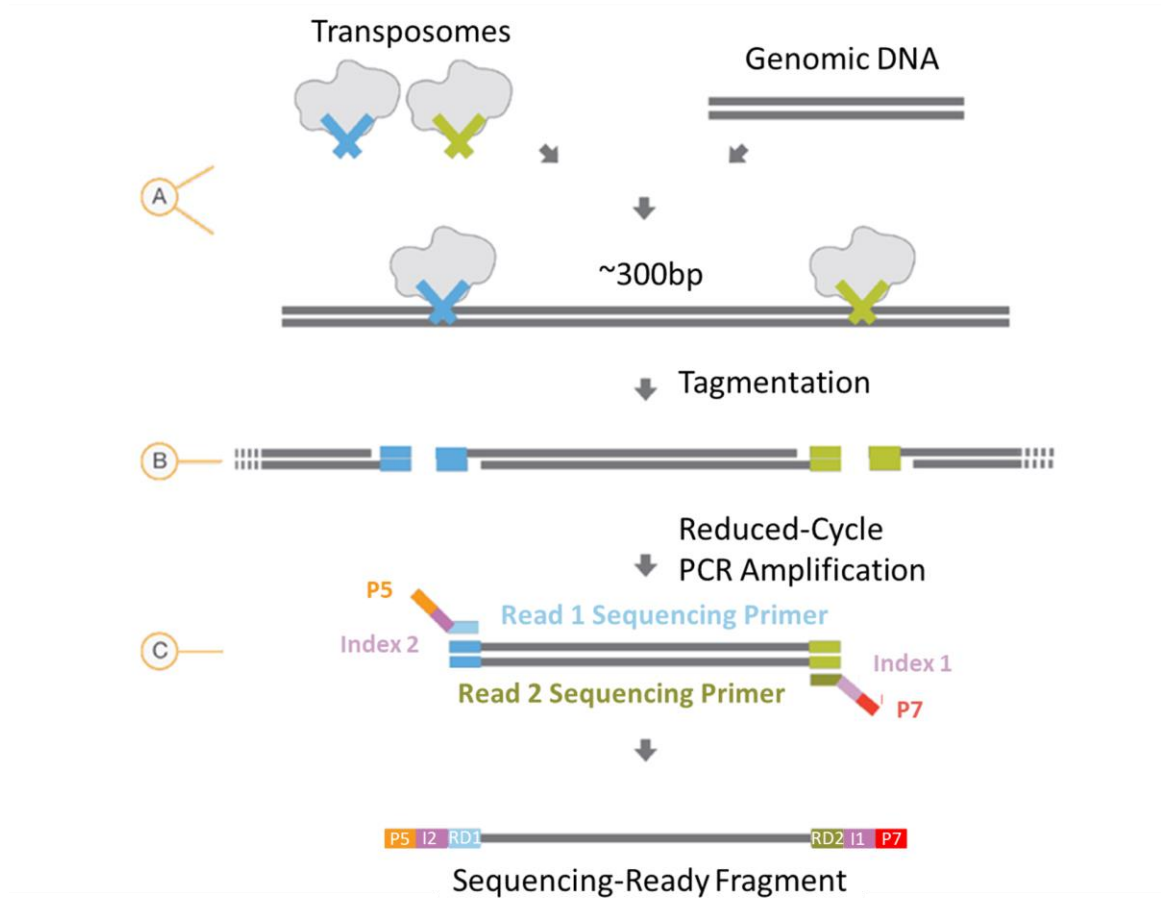 Transposomes
Genomic DNA
A
~300bp
Tagmentation
B
Reduced-Cycle
PCR Amplification
P5
Read 1 Sequencing Primer
Index 2
C
Index 1
Read 2 Sequencing Primer
P7
P5 I2 RD1 RD2 I1 P7
Sequencing-Ready Fragment